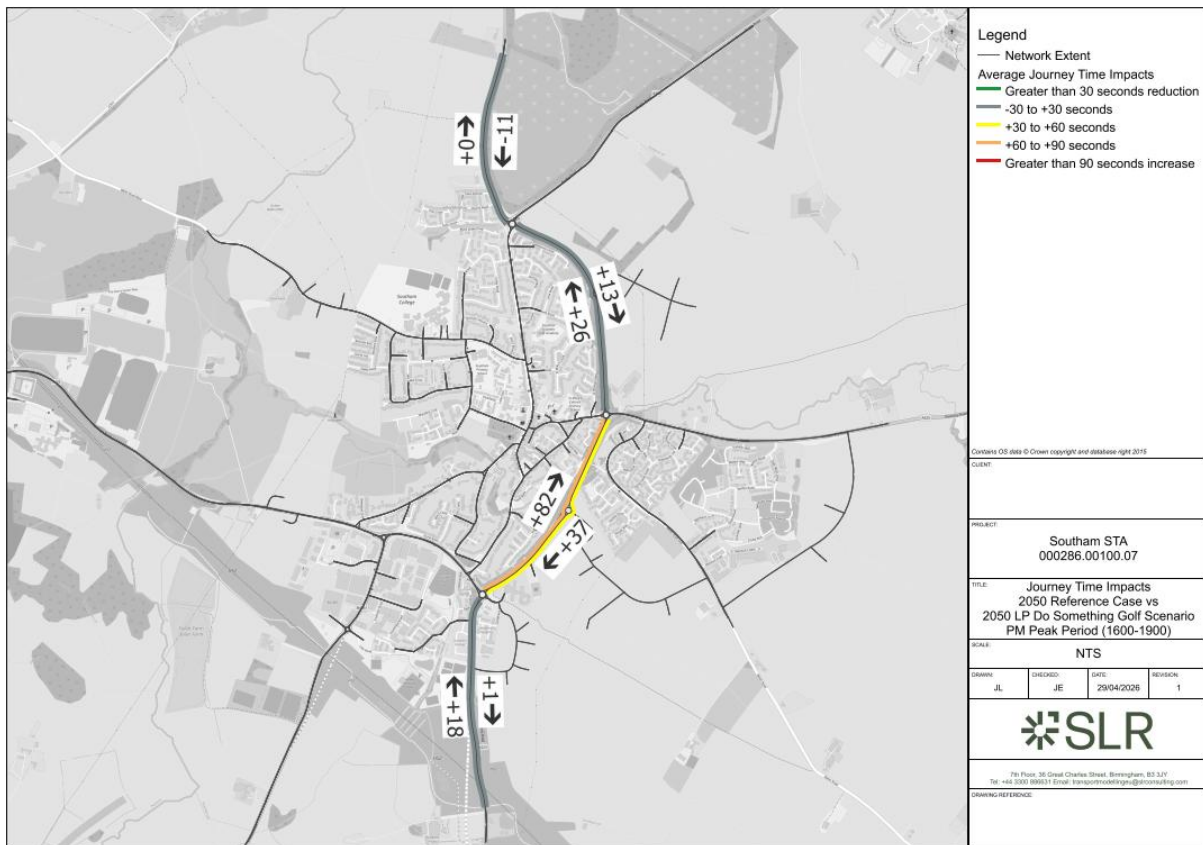 +0
-11
+13
+26
Southam
College
+82
+37
+18
+1
Legend
Network Extent
Average Journey Time Impacts
Greater than 30 seconds reduction
-30 to +30 seconds
+30 to +60 seconds
+60 to +90 seconds
Greater than 90 seconds increase
Contains OS data © Crown copyright and database right 2015
CLIENT:
PROJECT:
Southam STA
000286.00100.07
TITLE:
Journey Time Impacts
2050 Reference Case vs
2050 LP Do Something Golf Scenario
PM Peak Period (1600-1900)
SCALE:
NTS
DRAWN: CHECKED: DATE: REVISION:
JL JE 29/04/2026 1
SLR
7th Floor, 36 Great Charles Street, Birmingham, B3 3JY
DRAWING REFERENCE: